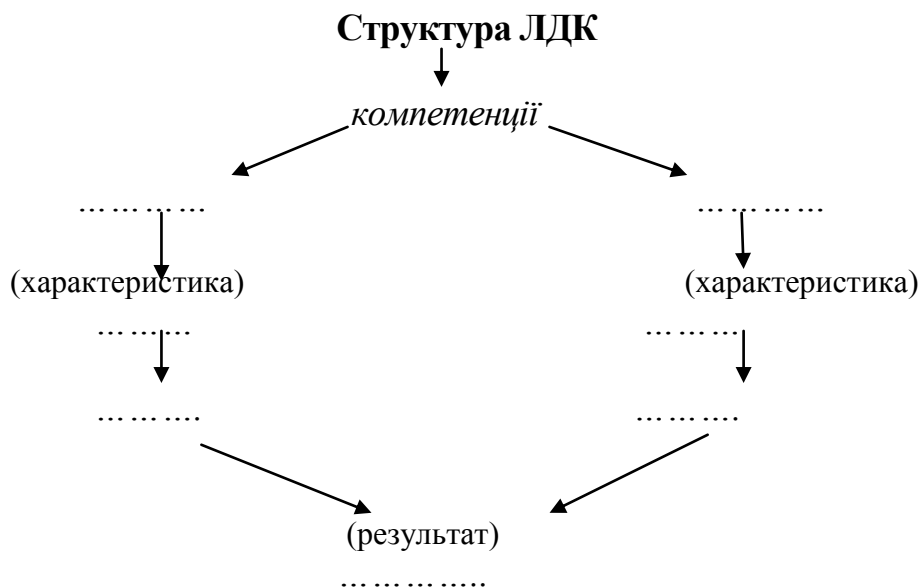 Структура ЛДК
компетенції
………… …………
(характеристика) (характеристика)
……… ………
………. ……….
(результат)
…………..